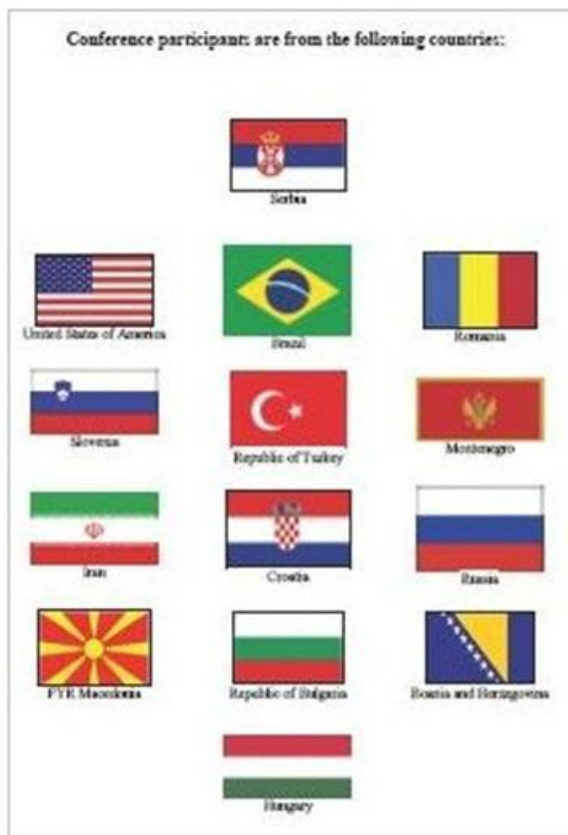 Conference participants are from the following countries:
Serbia
United States of America
Brazil
Romania
Slovenia
Republic of Turkey
Montenegro
Iran
Croatia
Russia
FYR Macedonia
Republic of Bulgaria
Bosnia and Herzegovina
Hungary